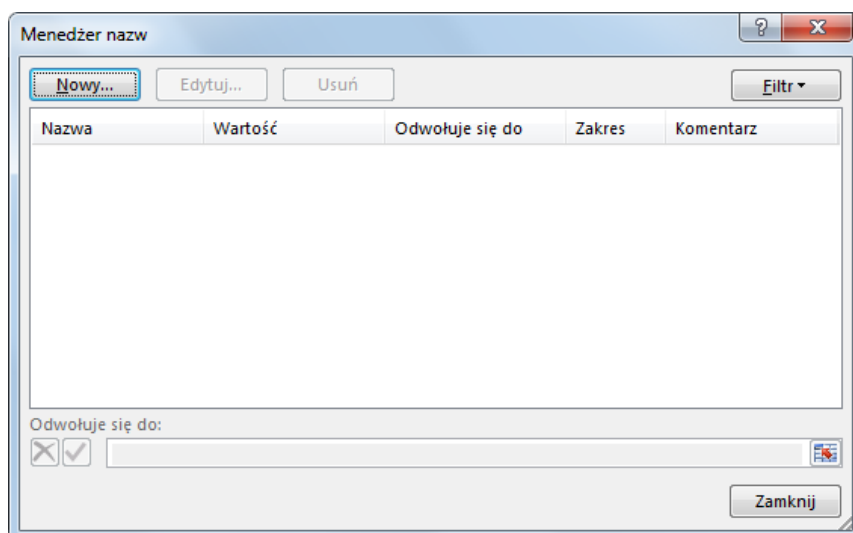 Menedżer nazw
Nowy... Edytuj... Usuń Filtr
Nazwa Wartość Odwołuje się do Zakres Komentarz
Odwołuje się do:
Zamknij